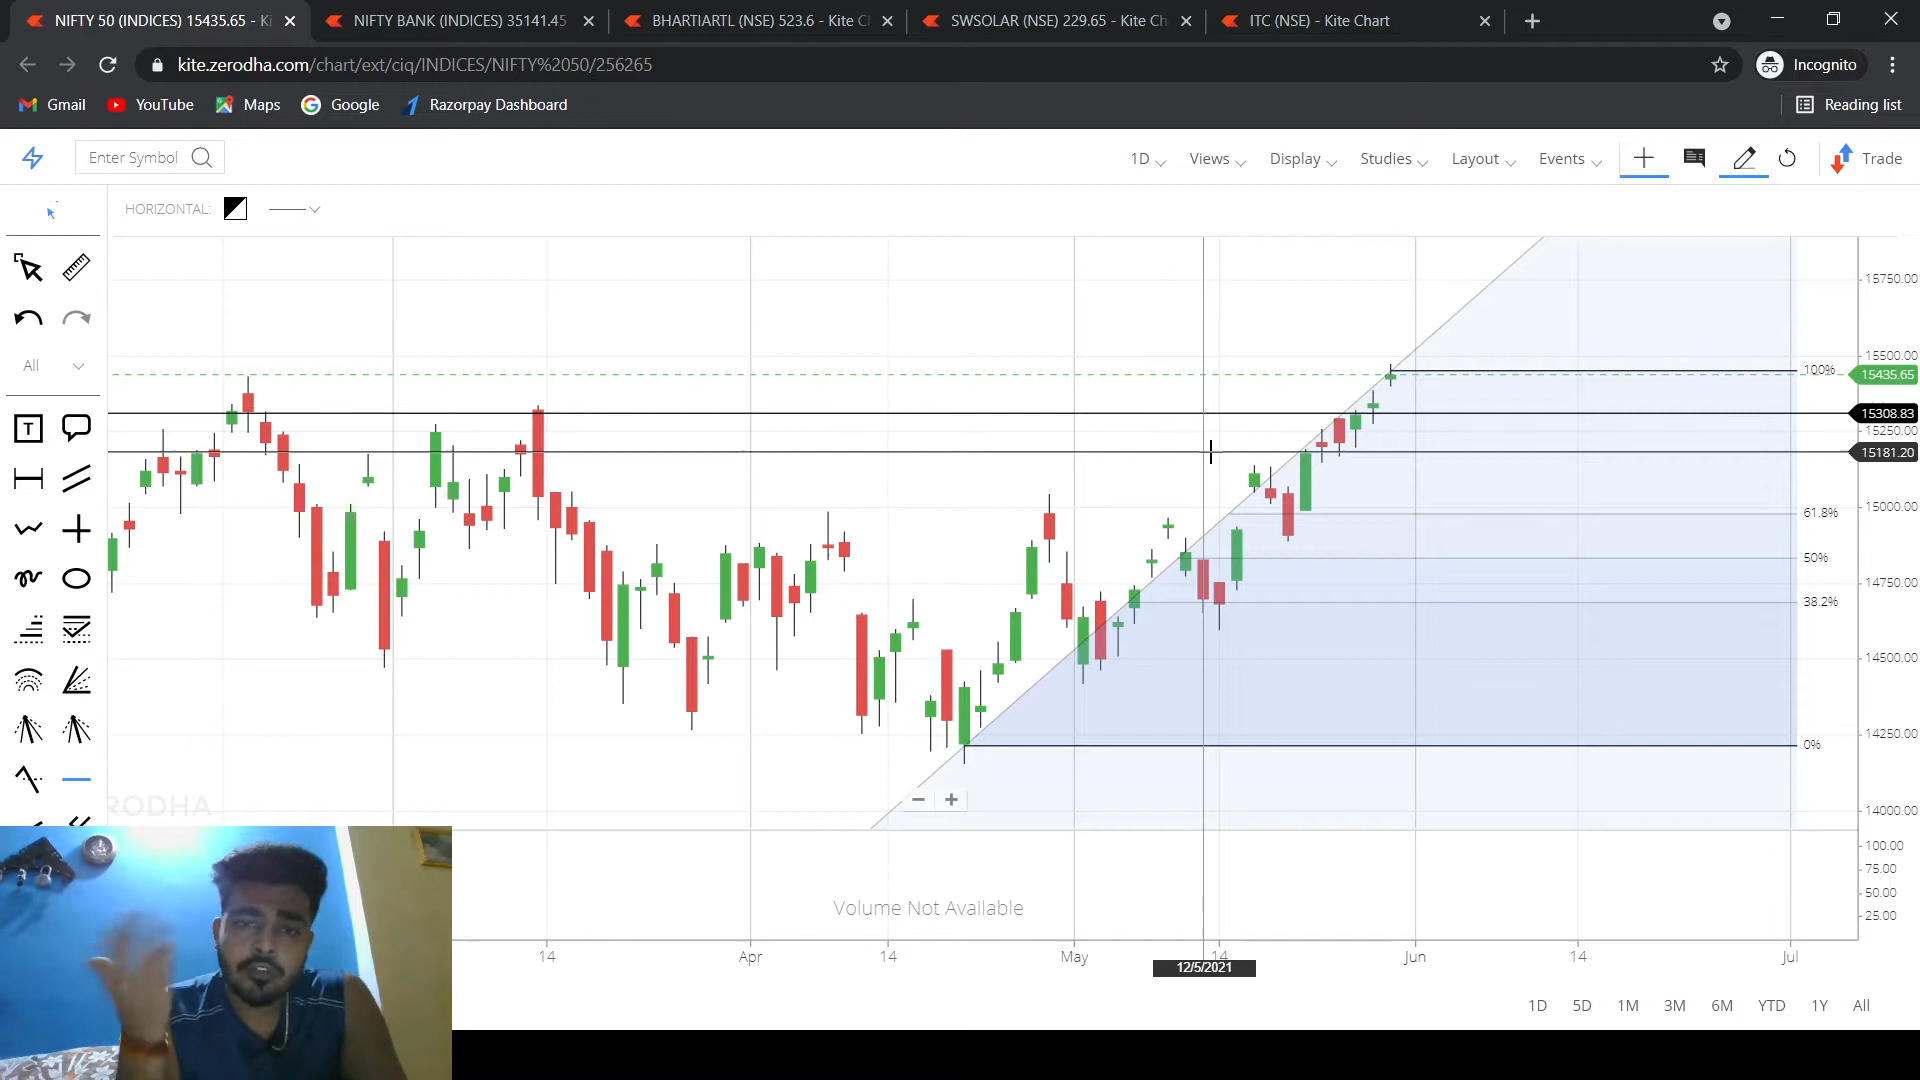 NIFTY 50 (INDICES) 15435.65 - Ki
NIFTY BANK (INDICES) 35141.45
BHARTIARTL (NSE) 523.6 - Kite Ch
SWSOLAR (NSE) 229.65 - Kite Ch
ITC (NSE) - Kite Chart
kite.zerodha.com/chart/ext/ciq/INDICES/NIFTY%2050/256265
Incognito
Gmail
YouTube
Maps
Google
Razorpay Dashboard
Reading list
Enter Symbol
1D
Views
Display
Studies
Layout
Events
Trade
HORIZONTAL:
All
T
15750.00
15500.00
100%
15435.65
15308.83
15250.00
15181.20
15000.00
61.8%
50%
14750.00
38.2%
14500.00
14250.00
0%
14000.00
RODHA
100.00
75.00
50.00
25.00
Volume Not Available
14
Apr
14
May
14
Jun
14
Jul
12/5/2021
1D
5D
1M
3M
6M
YTD
1Y
All